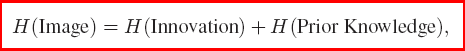 H(Image) = H(Innovation) + H(Prior Knowledge),